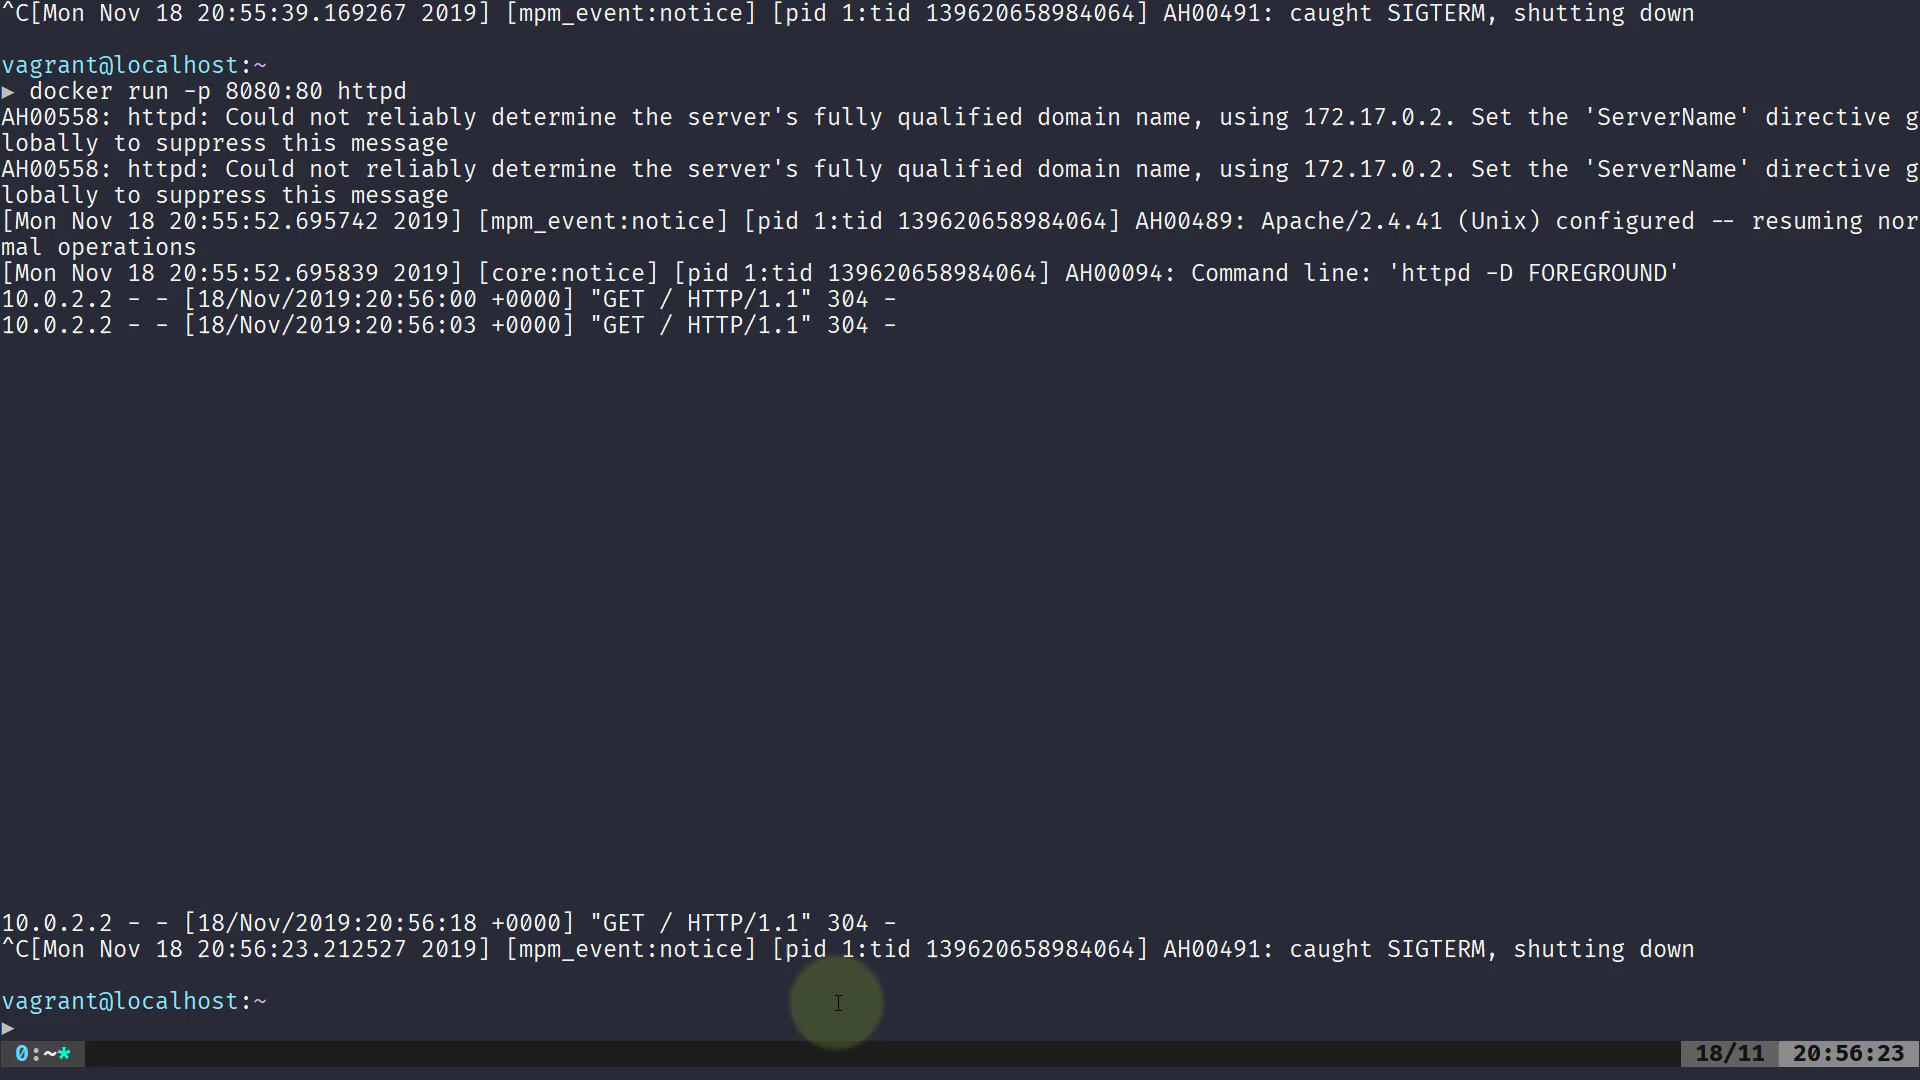 ^C[Mon Nov 18 20:55:39.169267 2019] [mpm_event:notice] [pid 1:tid 139620658984064] AH00491: caught SIGTERM, shutting down
vagrant@localhost:~
▶ docker run -p 8080:80 httpd
AH00558: httpd: Could not reliably determine the server's fully qualified domain name, using 172.17.0.2. Set the 'ServerName' directive g
lobally to suppress this message
AH00558: httpd: Could not reliably determine the server's fully qualified domain name, using 172.17.0.2. Set the 'ServerName' directive g
lobally to suppress this message
[Mon Nov 18 20:55:52.695742 2019] [mpm_event:notice] [pid 1:tid 139620658984064] AH00489: Apache/2.4.41 (Unix) configured -- resuming nor
mal operations
[Mon Nov 18 20:55:52.695839 2019] [core:notice] [pid 1:tid 139620658984064] AH00094: Command line: 'httpd -D FOREGROUND'
10.0.2.2 - - [18/Nov/2019:20:56:00 +0000] "GET / HTTP/1.1" 304 -
10.0.2.2 - - [18/Nov/2019:20:56:03 +0000] "GET / HTTP/1.1" 304 -
10.0.2.2 - - [18/Nov/2019:20:56:18 +0000] "GET / HTTP/1.1" 304 -
^C[Mon Nov 18 20:56:23.212527 2019] [mpm_event:notice] [pid 1:tid 139620658984064] AH00491: caught SIGTERM, shutting down
vagrant@localhost:~
▶
0:~* 18/11 20:56:23